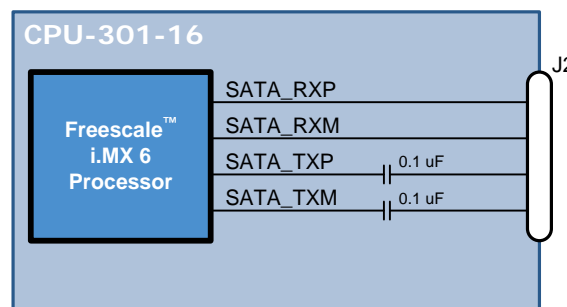 CPU-301-16
J2
SATA_RXP
Freescale™
i.MX 6
Processor
SATA_RXM
SATA_TXP
0.1 uF
SATA_TXM
0.1 uF